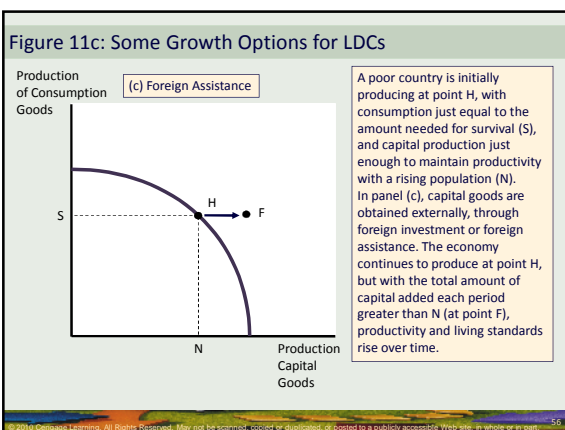 Figure 11c: Some Growth Options for LDCs
Production
of Consumption
Goods
(c) Foreign Assistance
H
F
S
N
Production
Capital
Goods
A poor country is initially
producing at point H, with
consumption just equal to the
amount needed for survival (S),
and capital production just
enough to maintain productivity
with a rising population (N).
In panel (c), capital goods are
obtained externally, through
foreign investment or foreign
assistance. The economy
continues to produce at point H,
but with the total amount of
capital added each period
greater than N (at point F),
productivity and living standards
rise over time.
© 2010 Cengage Learning. All Rights Reserved. May not be scanned, copied or duplicated, or posted to a publicly accessible Web site, in whole or in part.
56